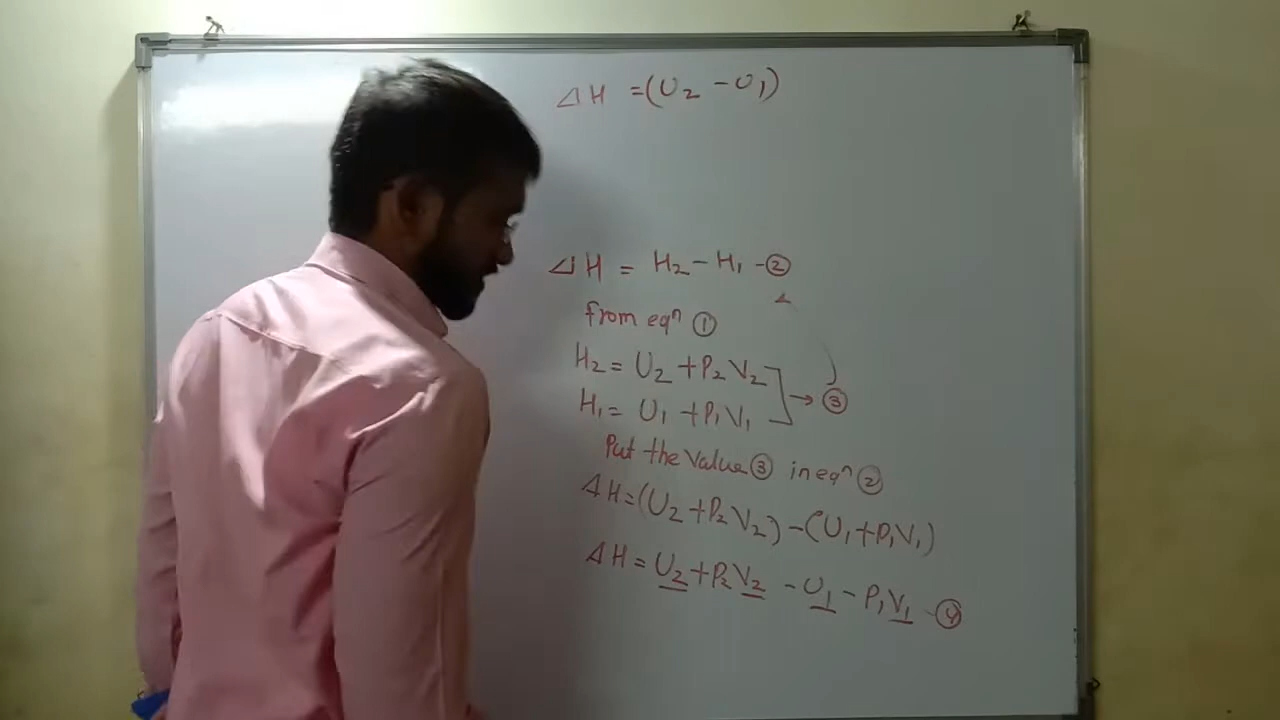 ΔH = (U₂ - U₁)
ΔH = H₂ - H₁ - ②
from eqⁿ ①
H₂ = U₂ + P₂V₂
H₁ = U₁ + P₁V₁ → ③
Put the value ③ in eqⁿ ②
ΔH = (U₂ + P₂V₂) - (U₁ + P₁V₁)
ΔH = U₂ + P₂V₂ - U₁ - P₁V₁ - ④